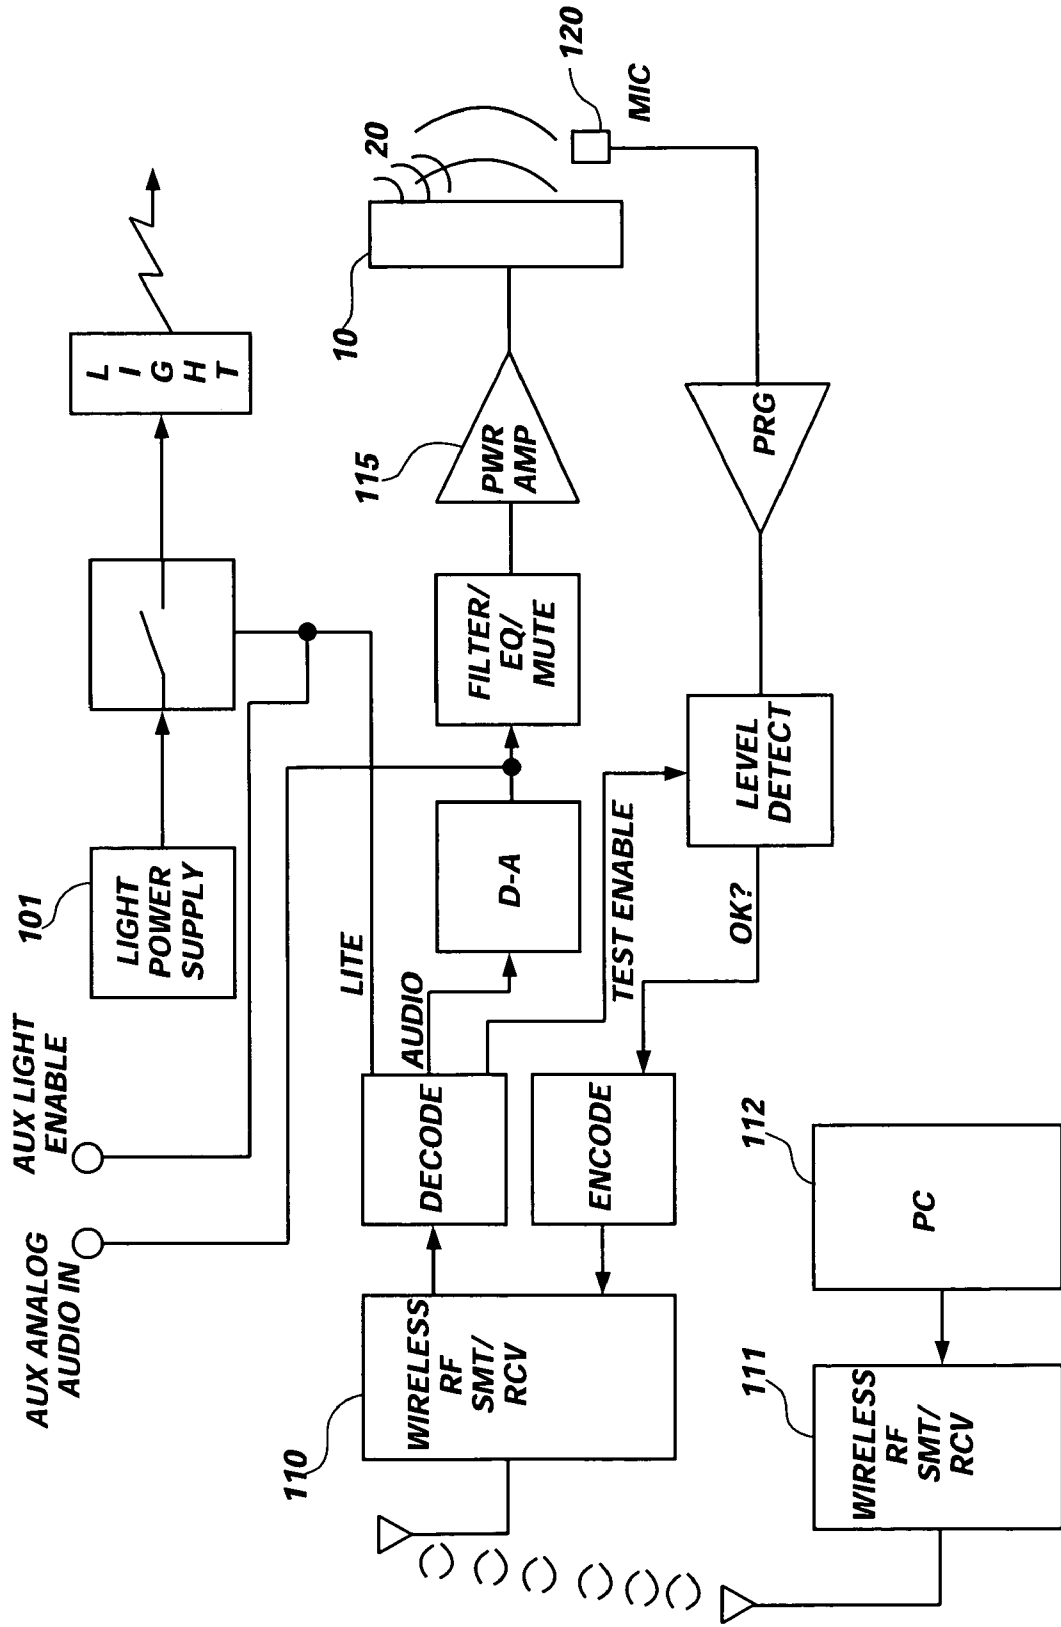 AUX ANALOG
AUDIO IN
AUX LIGHT
ENABLE
101
LIGHT
POWER
SUPPLY
L
I
G
H
T
LITE
AUDIO
D-A
FILTER/
EQ/
MUTE
115
PWR
AMP
10
20
120
MIC
110
WIRELESS
RF
SMT/
RCV
DECODE
ENCODE
TEST ENABLE
OK?
LEVEL
DETECT
PRG
111
WIRELESS
RF
SMT/
RCV
112
PC